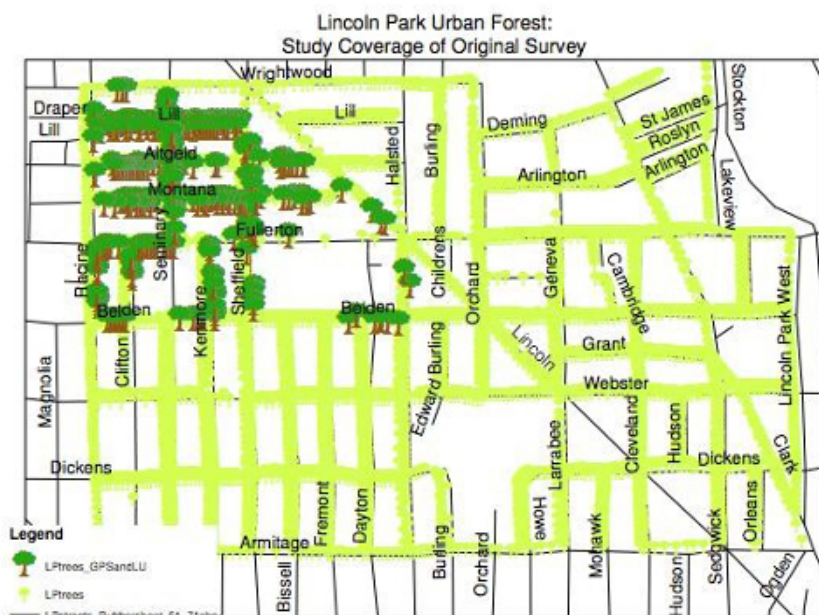 Lincoln Park Urban Forest:
Study Coverage of Original Survey
Wrightwood
Stockton
Draper
Lill
Lill
Lill
Deming
St James
Roslyn
Arlington
Altgeld
Halsted
Burling
Arlington
Lakeview
Montana
Seminary
Fullerton
Racine
Sheffield
Childrens
Orchard
Geneva
Cambridge
Lincoln Park West
Belden
Belden
Kenmore
Clifton
Magnolia
Lincoln
Grant
Edward Burling
Webster
Cleveland
Hudson
Clark
Dickens
Larrabee
Dickens
Fremont
Dayton
Howe
Mohawk
Sedgwick
Orleans
Legend
Armitage
Burling
Orchard
Bissell
Hudson
Ogden
LPtrees_GPSandLU
LPtrees